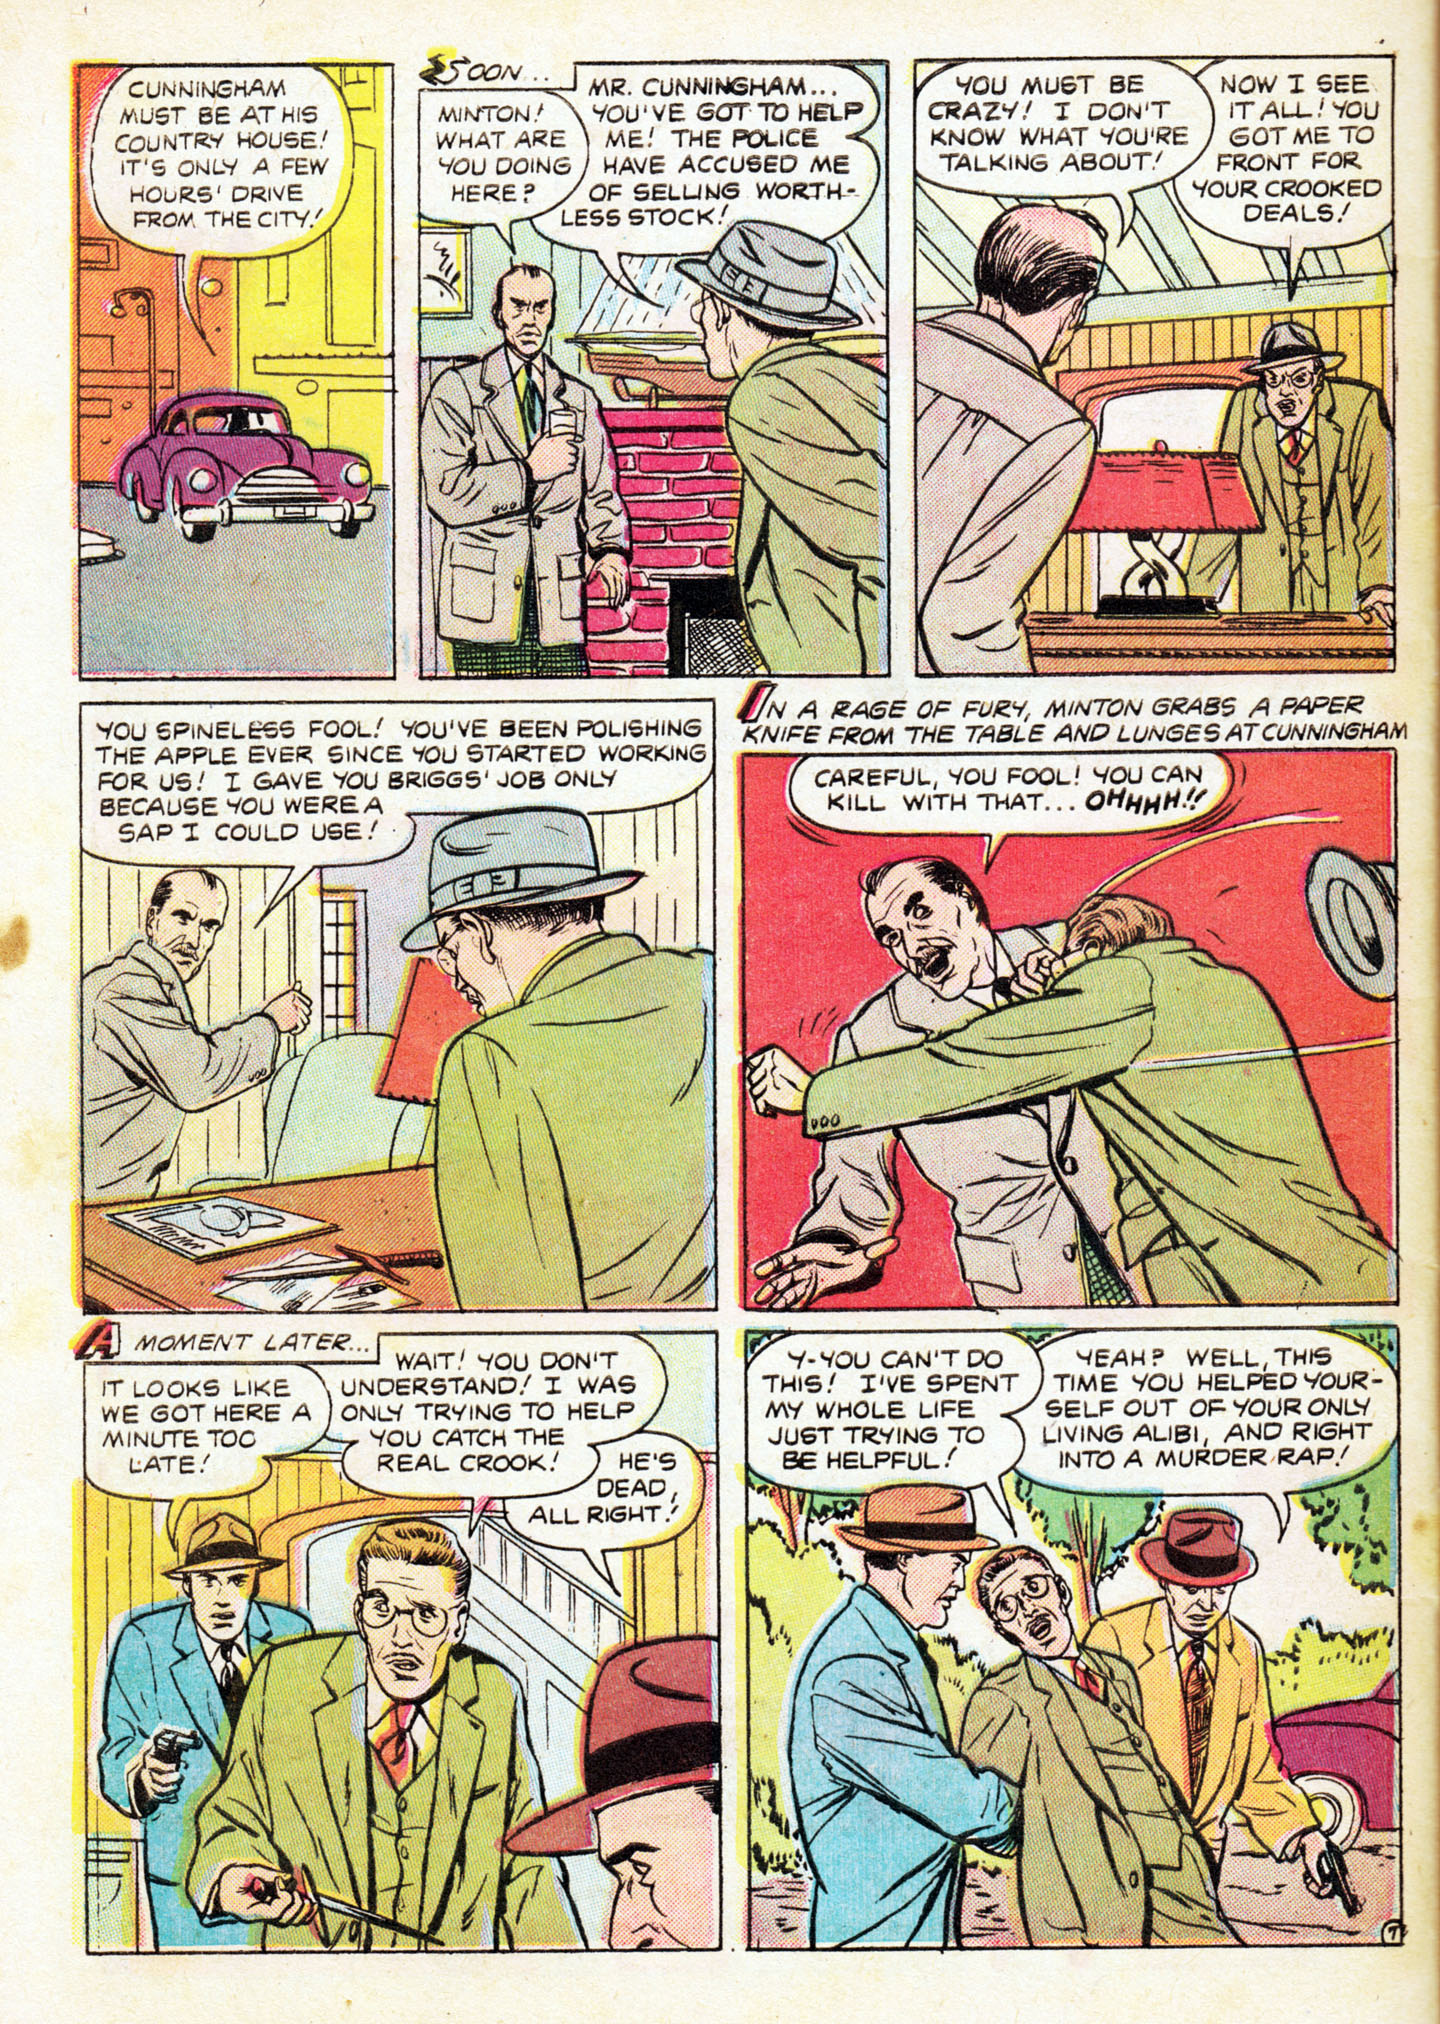 CUNNINGHAM
MUST BE AT HIS
COUNTRY HOUSE!
IT'S ONLY A FEW
HOURS' DRIVE
FROM THE CITY!
SOON...
MINTON!
WHAT ARE
YOU DOING
HERE?
MR. CUNNINGHAM...
YOU'VE GOT TO HELP
ME! THE POLICE
HAVE ACCUSED ME
OF SELLING WORTH-
LESS STOCK!
YOU MUST BE
CRAZY! I DON'T
KNOW WHAT YOU'RE
TALKING ABOUT!
NOW I SEE
IT ALL! YOU
GOT ME TO
FRONT FOR
YOUR CROOKED
DEALS!
YOU SPINELESS FOOL! YOU'VE BEEN POLISHING
THE APPLE EVER SINCE YOU STARTED WORKING
FOR US! I GAVE YOU BRIGGS' JOB ONLY
BECAUSE YOU WERE A
SAP I COULD USE!
IN A RAGE OF FURY, MINTON GRABS A PAPER
KNIFE FROM THE TABLE AND LUNGES AT CUNNINGHAM
CAREFUL, YOU FOOL! YOU CAN
KILL WITH THAT... OHHHH!!
A MOMENT LATER...
IT LOOKS LIKE
WE GOT HERE A
MINUTE TOO
LATE!
WAIT! YOU DON'T
UNDERSTAND! I WAS
ONLY TRYING TO HELP
YOU CATCH THE
REAL CROOK!
HE'S
DEAD,
ALL RIGHT!
Y-YOU CAN'T DO
THIS! I'VE SPENT
MY WHOLE LIFE
JUST TRYING TO
BE HELPFUL!
YEAH? WELL, THIS
TIME YOU HELPED YOUR-
SELF OUT OF YOUR ONLY
LIVING ALIBI, AND RIGHT
INTO A MURDER RAP!
7